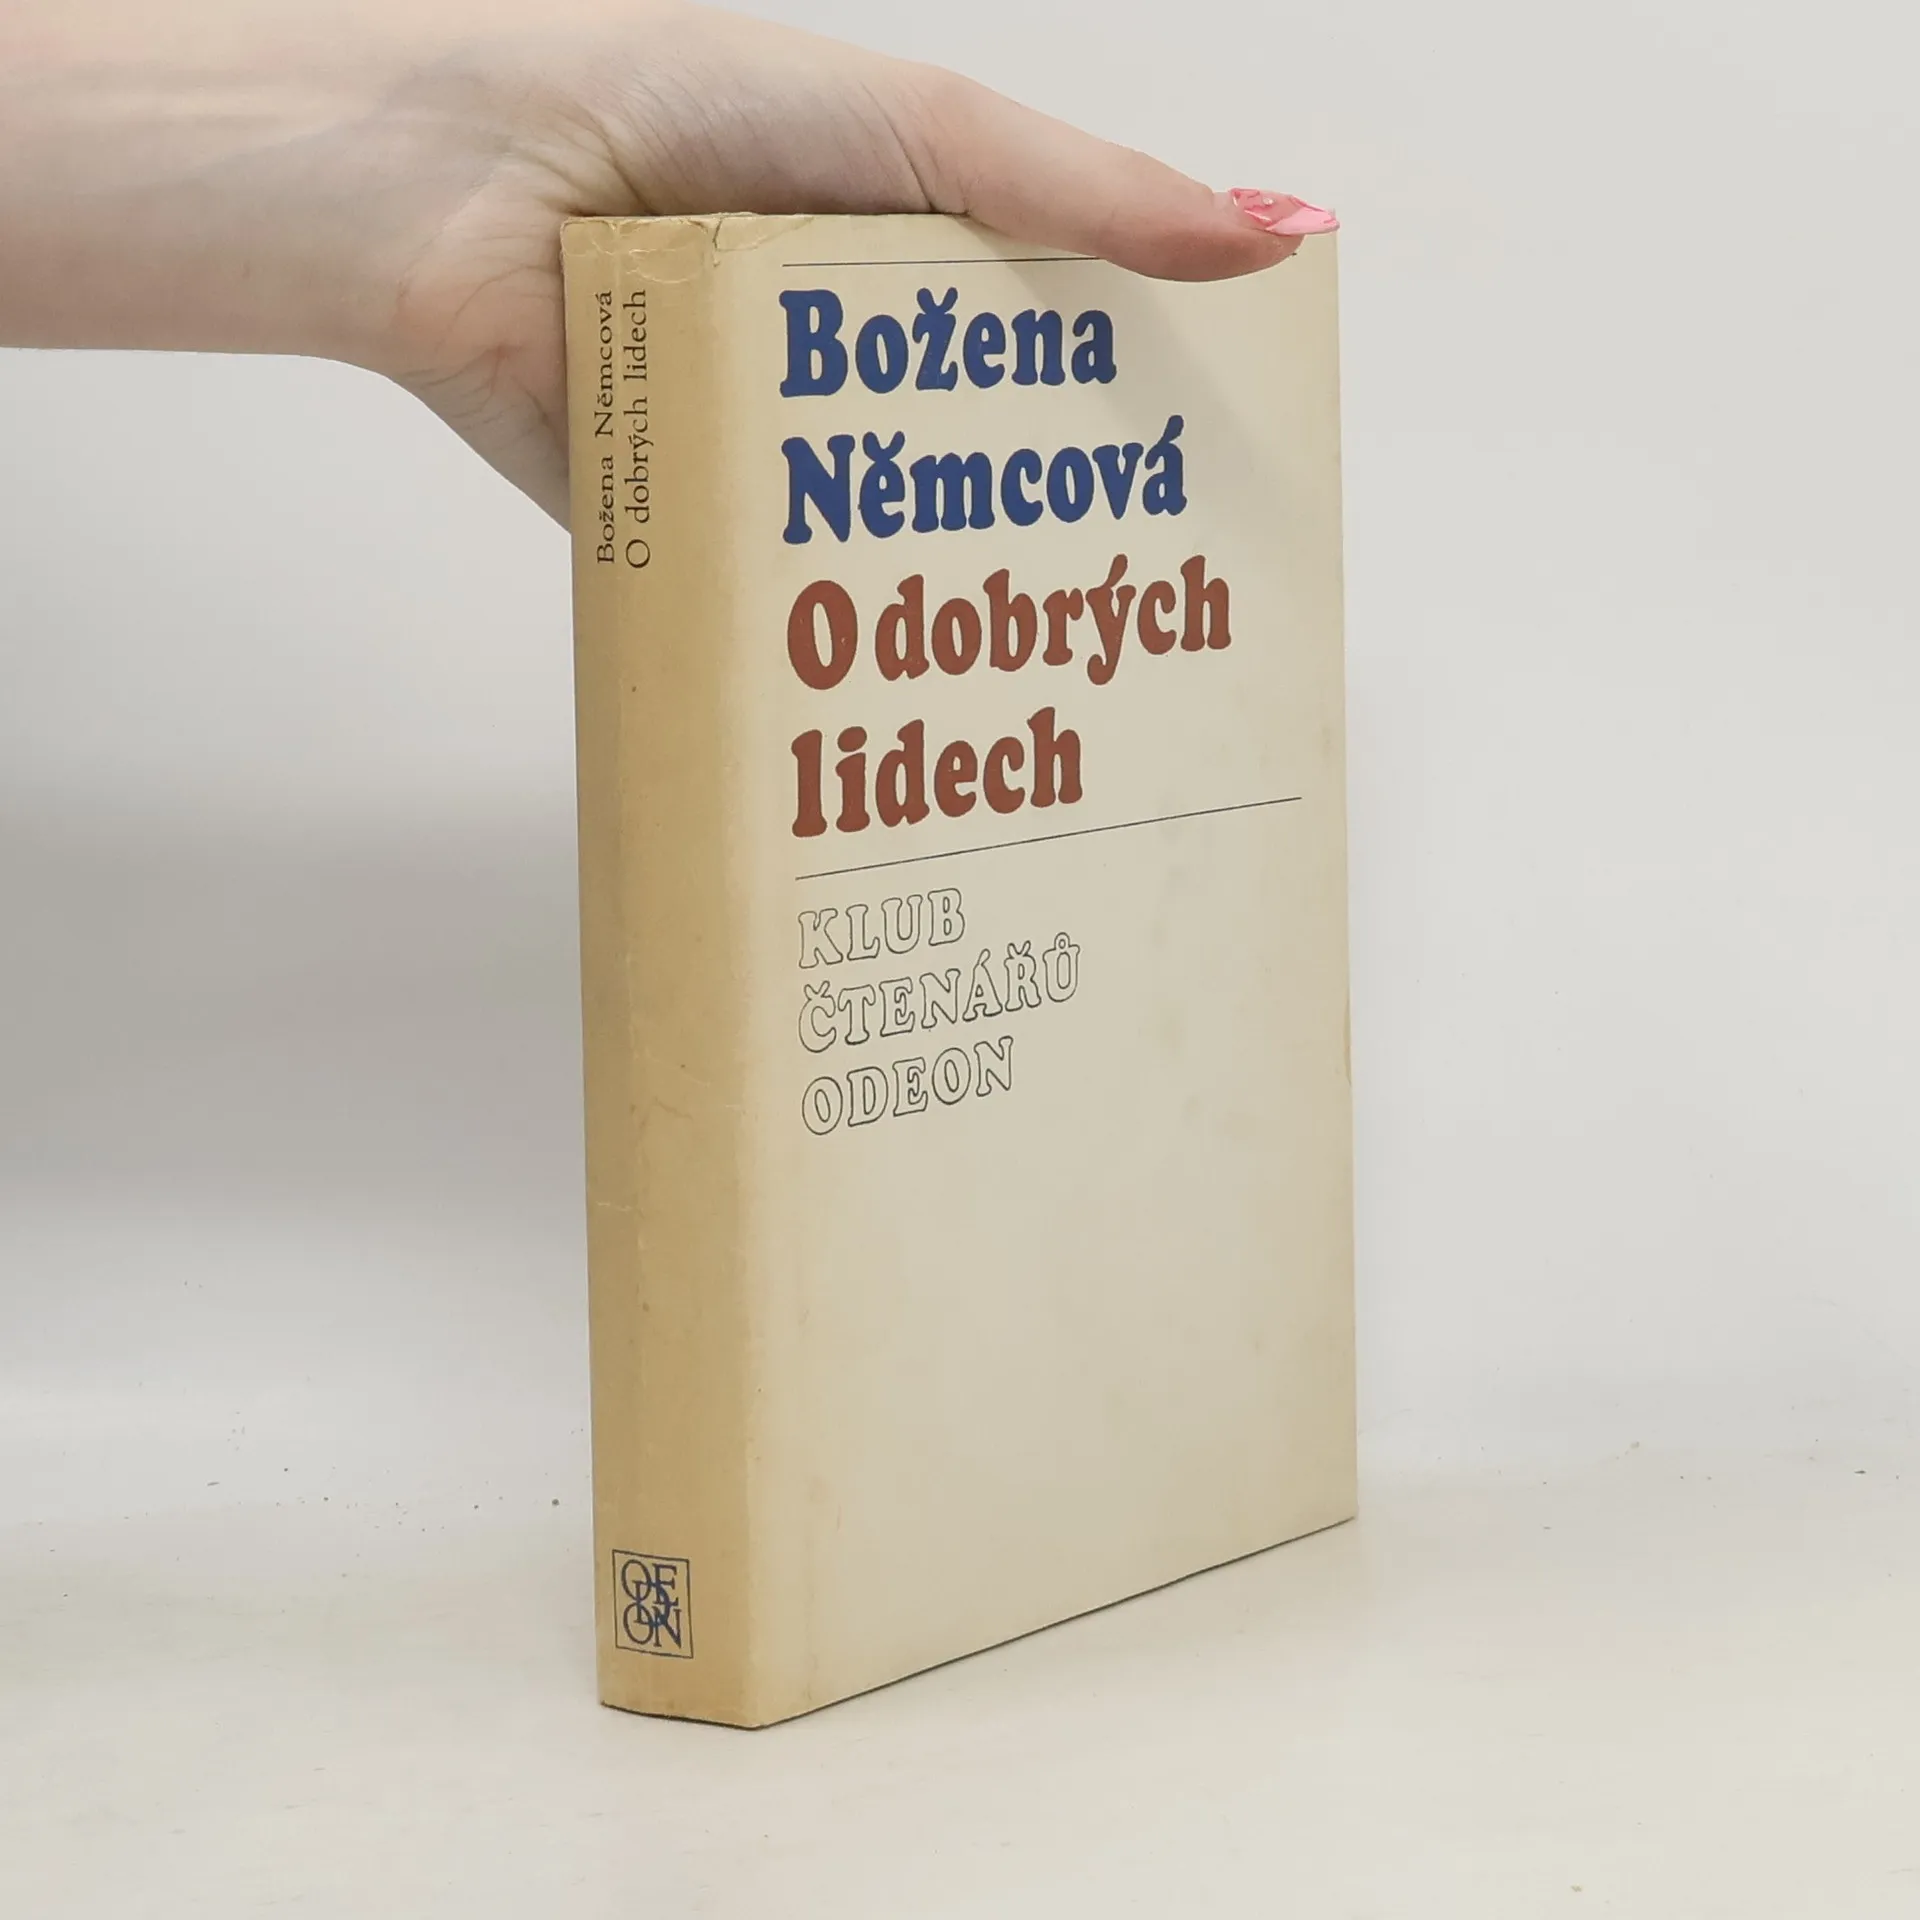 Božena Němcová
O dobrých lidech
Božena
Němcová
O dobrých
lidech
KLUB
ČTENÁŘŮ
ODEON
ODEON